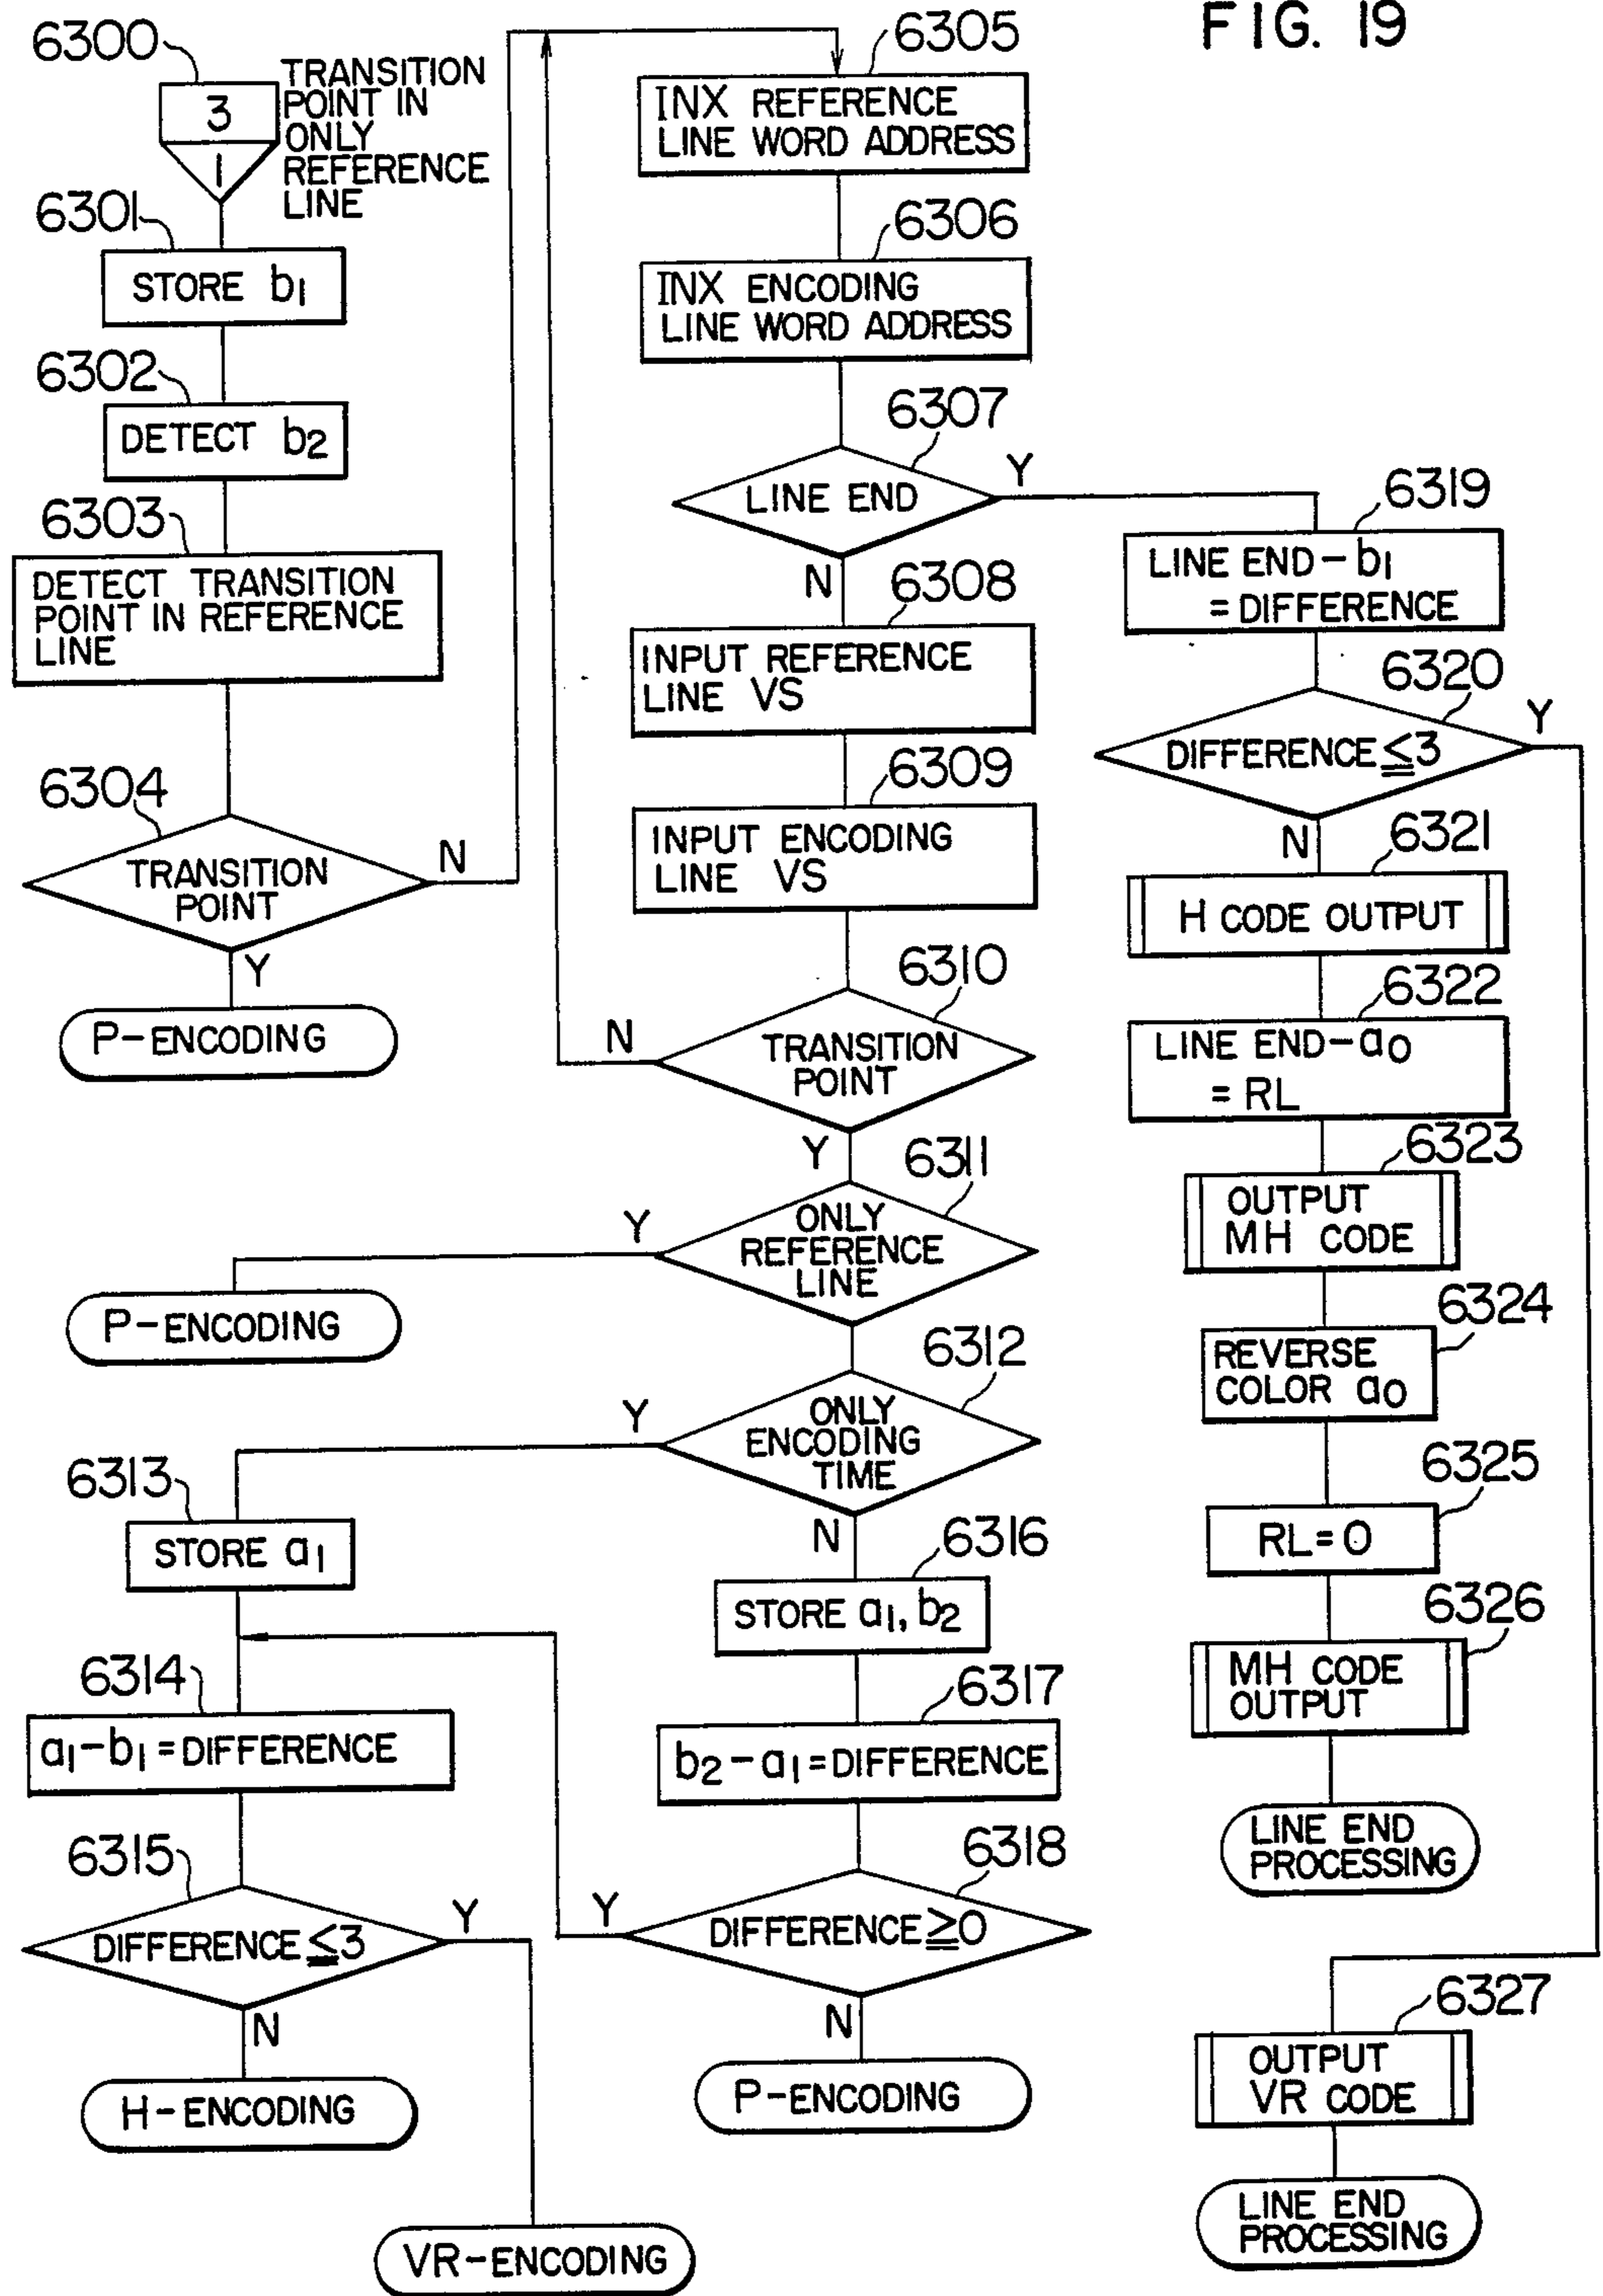 FIG. 19
6300
3
1
TRANSITION
POINT IN
ONLY
REFERENCE
LINE
6301
STORE b1
6302
DETECT b2
6303
DETECT TRANSITION
POINT IN REFERENCE
LINE
6304
TRANSITION
POINT
N
Y
P-ENCODING
6305
INX REFERENCE
LINE WORD ADDRESS
6306
INX ENCODING
LINE WORD ADDRESS
6307
LINE END
Y
N
6308
INPUT REFERENCE
LINE VS
6309
INPUT ENCODING
LINE VS
6310
TRANSITION
POINT
N
Y
6311
ONLY
REFERENCE
LINE
Y
P-ENCODING
6312
ONLY
ENCODING
TIME
Y
N
6313
STORE a1
6314
a1-b1=DIFFERENCE
6315
DIFFERENCE≦3
Y
N
H-ENCODING
VR-ENCODING
6316
STORE a1, b2
6317
b2-a1=DIFFERENCE
6318
DIFFERENCE≧0
Y
N
P-ENCODING
6319
LINE END-b1
=DIFFERENCE
6320
DIFFERENCE≦3
Y
N
6321
H CODE OUTPUT
6322
LINE END-a0
= RL
6323
OUTPUT
MH CODE
6324
REVERSE
COLOR a0
6325
RL=0
6326
MH CODE
OUTPUT
LINE END
PROCESSING
6327
OUTPUT
VR CODE
LINE END
PROCESSING